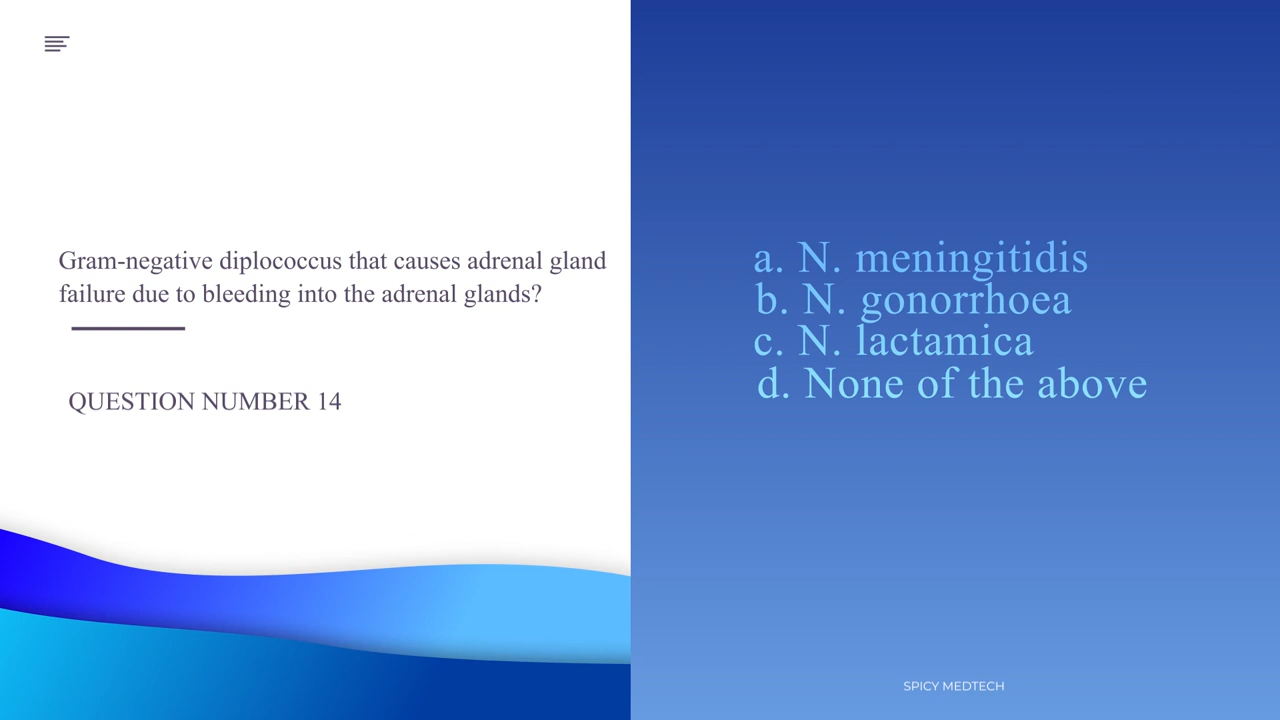 Gram-negative diplococcus that causes adrenal gland
failure due to bleeding into the adrenal glands?
QUESTION NUMBER 14
a. N. meningitidis
b. N. gonorrhoea
c. N. lactamica
d. None of the above
SPICY MEDTECH